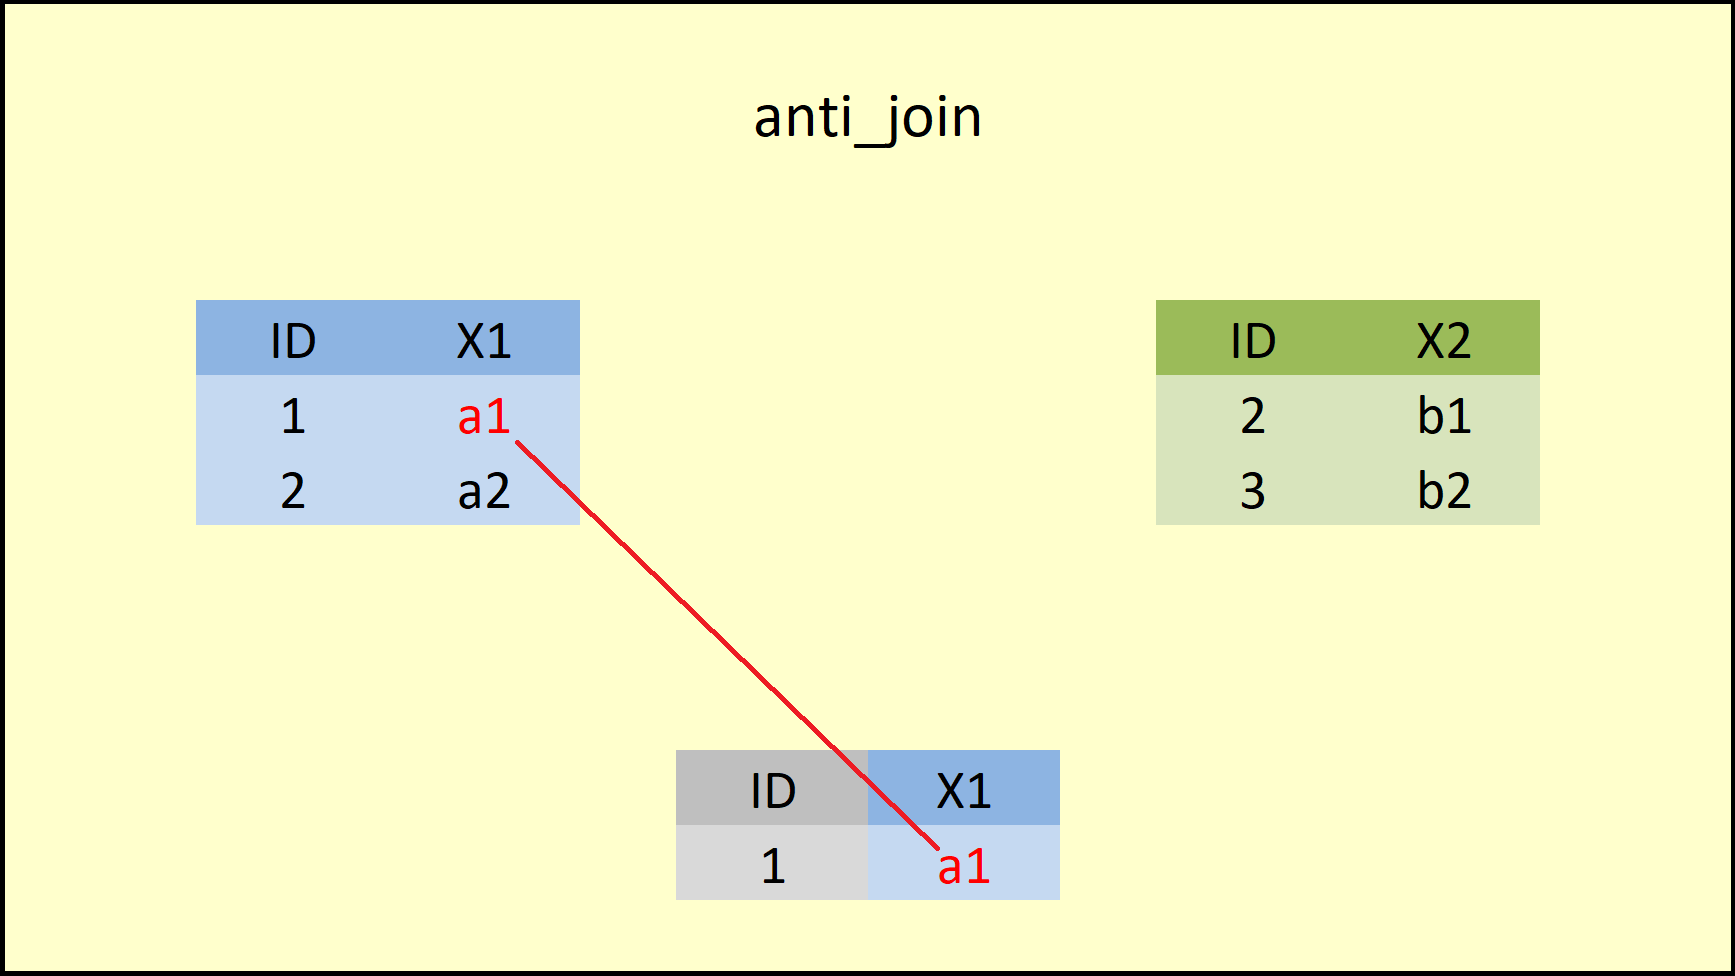 anti_join
ID X1
1 a1
2 a2
ID X2
2 b1
3 b2
ID X1
1 a1